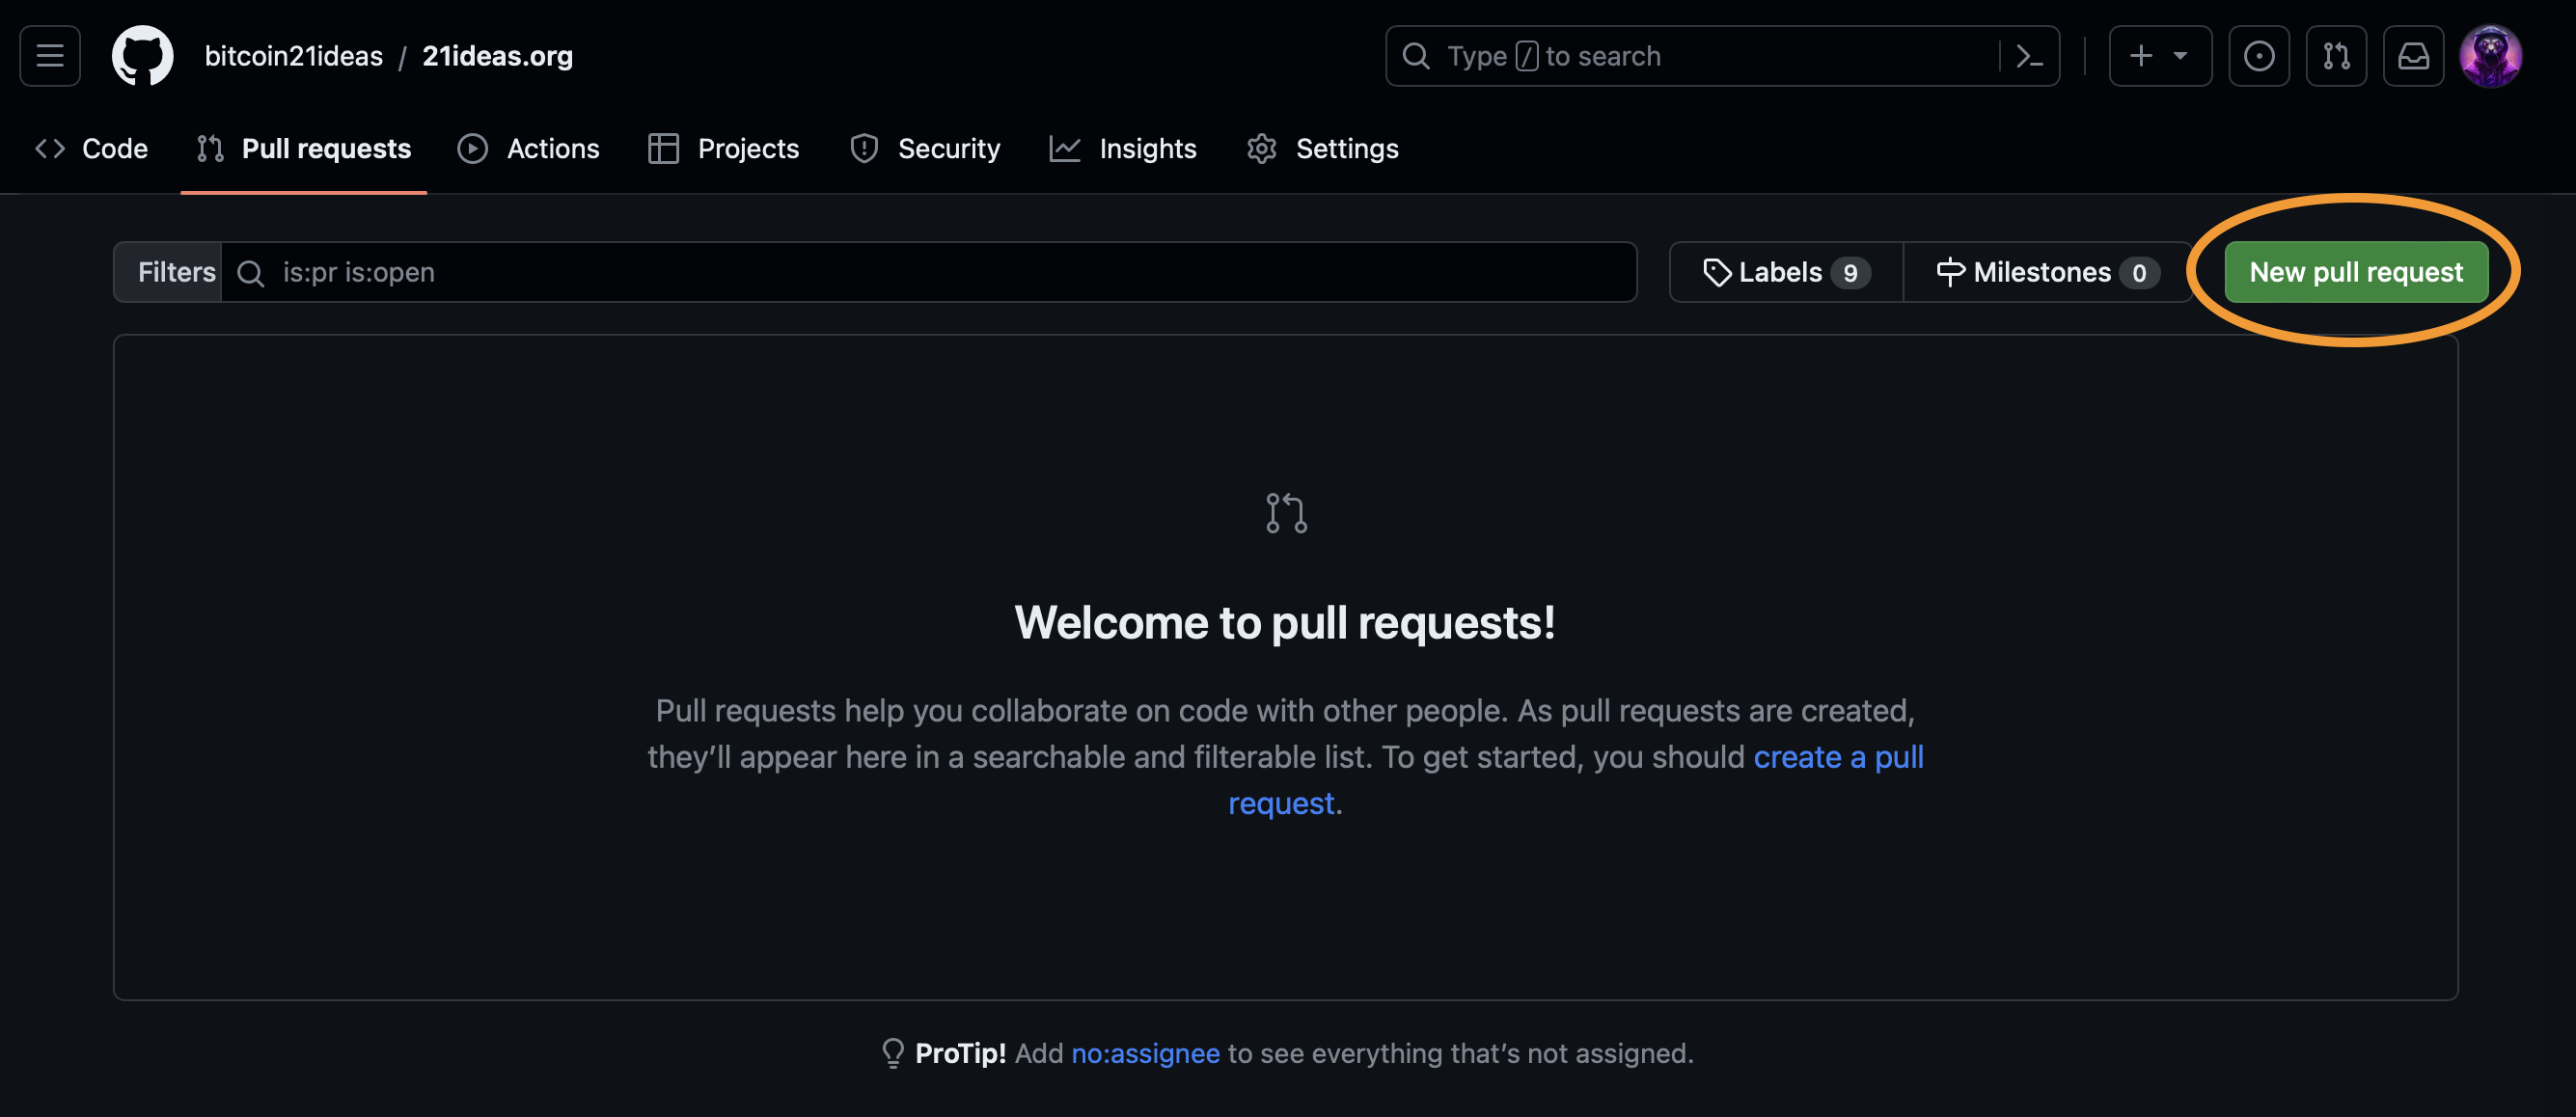 bitcoin21ideas / 21ideas.org
Type / to search
Code
Pull requests
Actions
Projects
Security
Insights
Settings
Filters
is:pr is:open
Labels 9
Milestones 0
New pull request
Welcome to pull requests!
Pull requests help you collaborate on code with other people. As pull requests are created,
they’ll appear here in a searchable and filterable list. To get started, you should create a pull
request.
ProTip! Add no:assignee to see everything that’s not assigned.